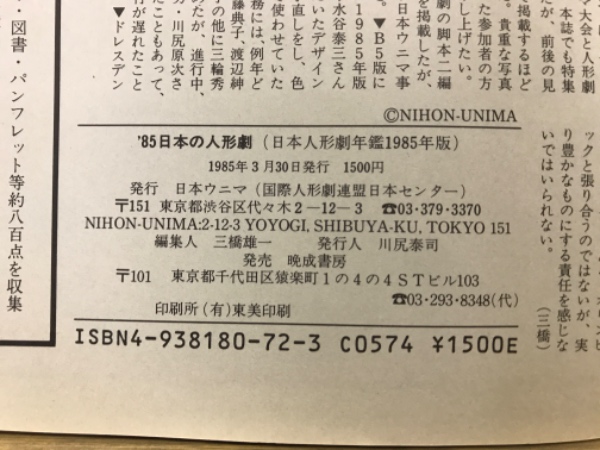 マ大会と人形劇
本誌でも特集
たが、前後の見
を掲載するほど
し上げたい。
貴重な写真
た参加者の方
劇の脚本二編
を掲載したが、
日本ウニマ事
▼B5版に
水谷泰三さん
いたデザイン
1985年版
直しをし、色
使わせていた
務には例年ど
藤典子、渡辺紳
の他に三輪秀
・川尻原次さ
たが、進行中、
たこともあって、
行が遅れたこと
▼ドレスデン
・図書・パンフレット等約八百点を収集
©NIHON-UNIMA
'85日本の人形劇(日本人形劇年鑑1985年版)
1985年3月30日発行 1500円
発行 日本ウニマ(国際人形劇連盟日本センター)
〒151 東京都渋谷区代々木2−12−3 ☎03・379・3370
NIHON-UNIMA:2-12-3 YOYOGI, SHIBUYA-KU, TOKYO 151
編集人 三橋雄一 発行人 川尻泰司
発売 晩成書房
〒101 東京都千代田区猿楽町1の4の4STビル103
☎03・293・8348(代)
印刷所(有)東美印刷
ISBN4-938180-72-3 C0574 ¥1500E
ックと張り合うのではないが、実
り豊かなものにする責任を感じな
いではいられない。
(三橋)